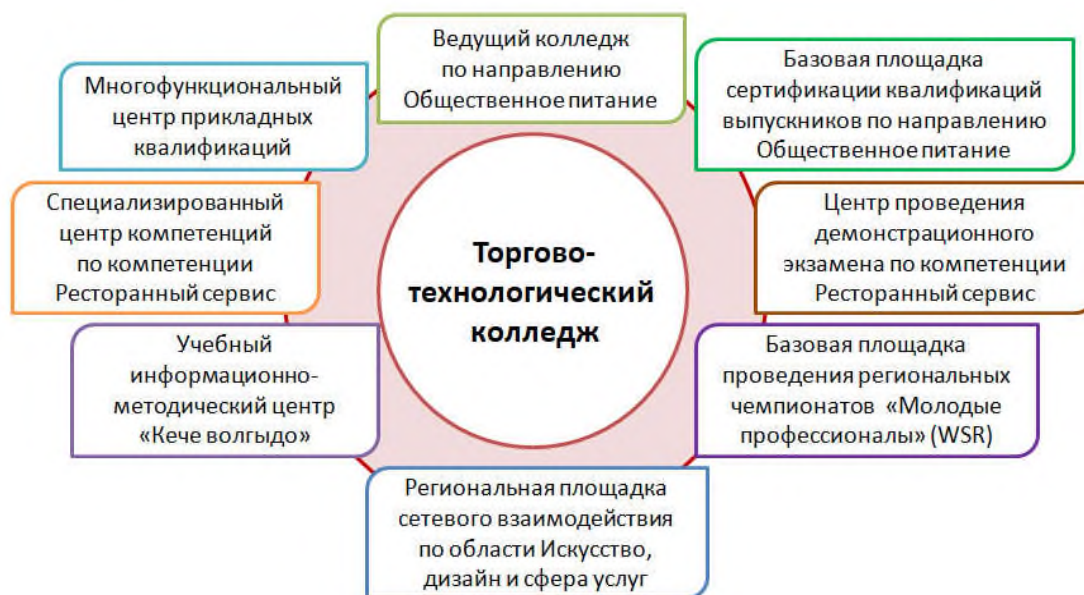 Ведущий колледж
по направлению
Общественное питание
Базовая площадка
сертификации квалификаций
выпускников по направлению
Общественное питание
Центр проведения
демонстрационного
экзамена по компетенции
Ресторанный сервис
Базовая площадка
проведения региональных
чемпионатов «Молодые
профессионалы» (WSR)
Региональная площадка
сетевого взаимодействия
по области Искусство,
дизайн и сфера услуг
Учебный
информационно-
методический центр
«Кече волгыдо»
Специализированный
центр компетенций
по компетенции
Ресторанный сервис
Многофункциональный
центр прикладных
квалификаций
Торгово-
технологический
колледж